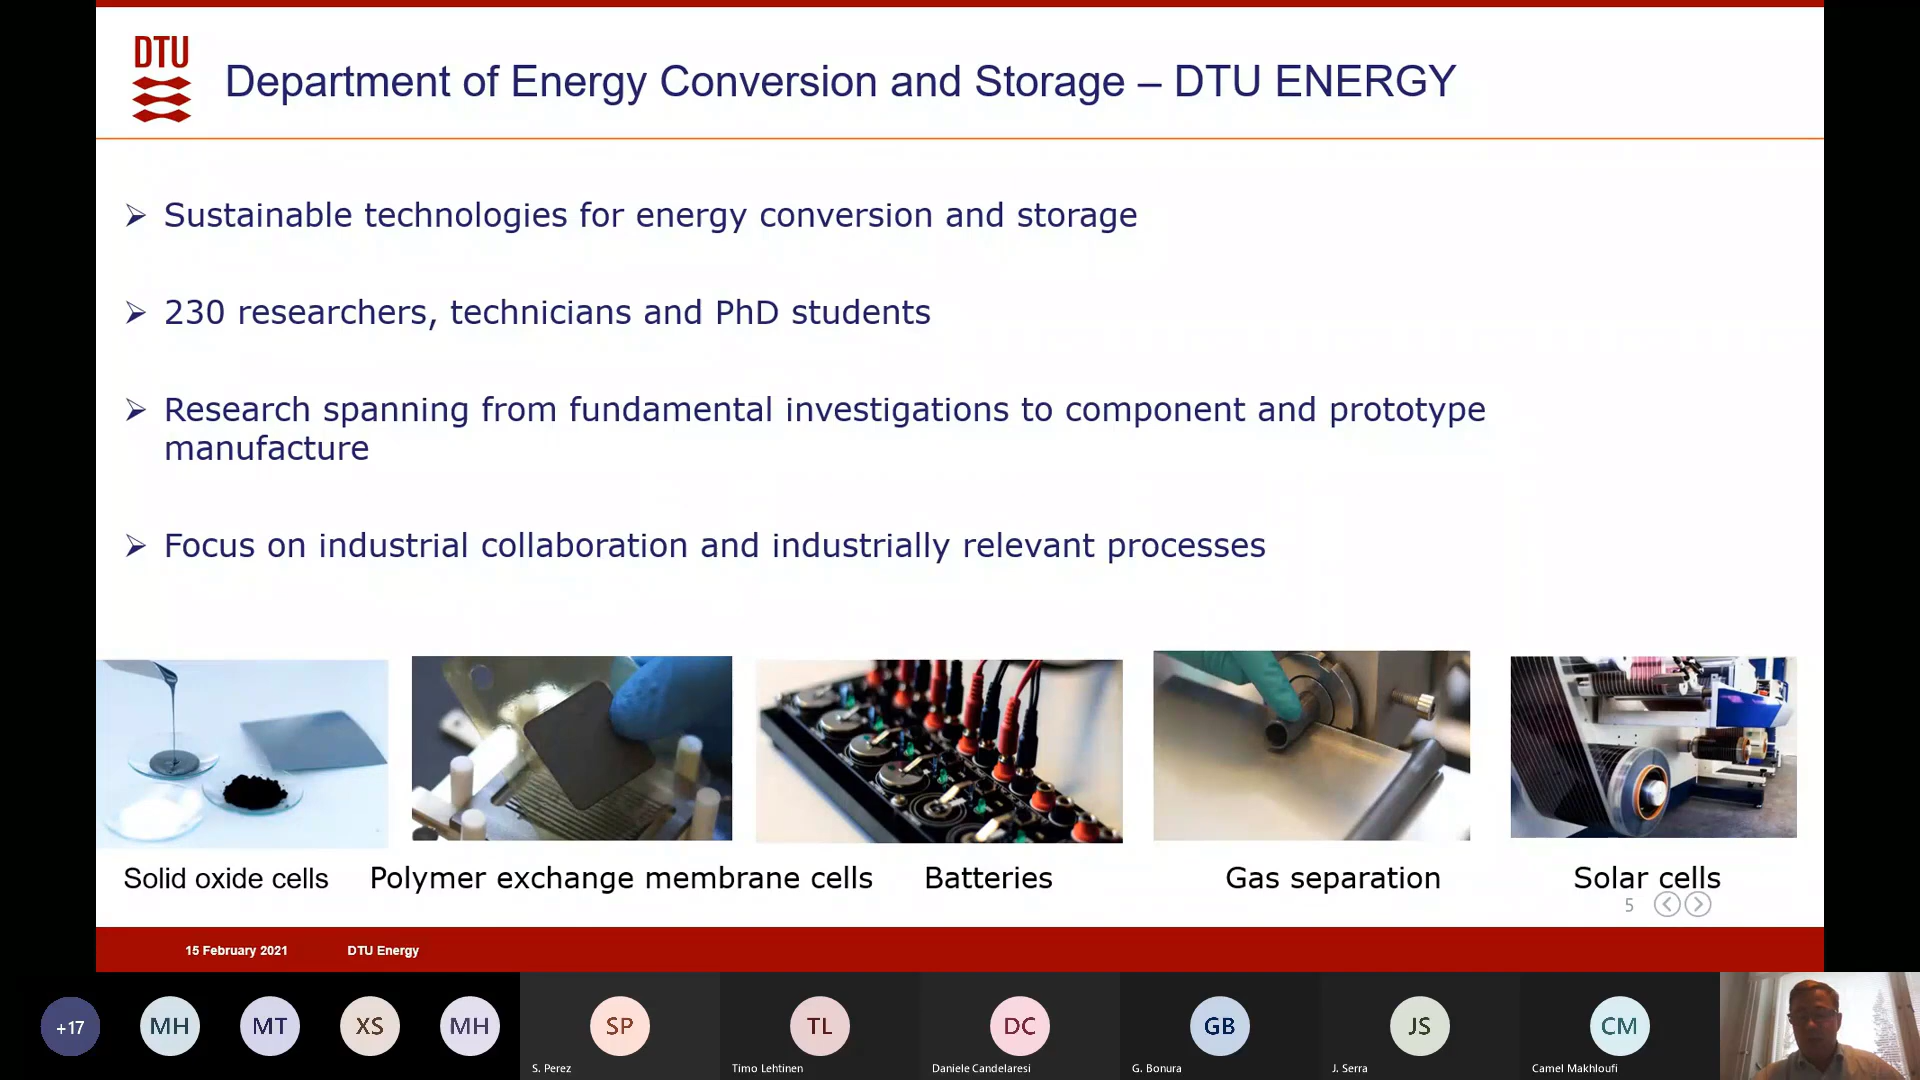 DTU
Department of Energy Conversion and Storage – DTU ENERGY
➢ Sustainable technologies for energy conversion and storage
➢ 230 researchers, technicians and PhD students
➢ Research spanning from fundamental investigations to component and prototype
manufacture
➢ Focus on industrial collaboration and industrially relevant processes
Solid oxide cells Polymer exchange membrane cells Batteries Gas separation Solar cells
5
15 February 2021 DTU Energy
+17 MH MT XS MH SP TL DC GB JS CM
S. Perez Timo Lehtinen Daniele Candelaresi G. Bonura J. Serra Camel Makhloufi